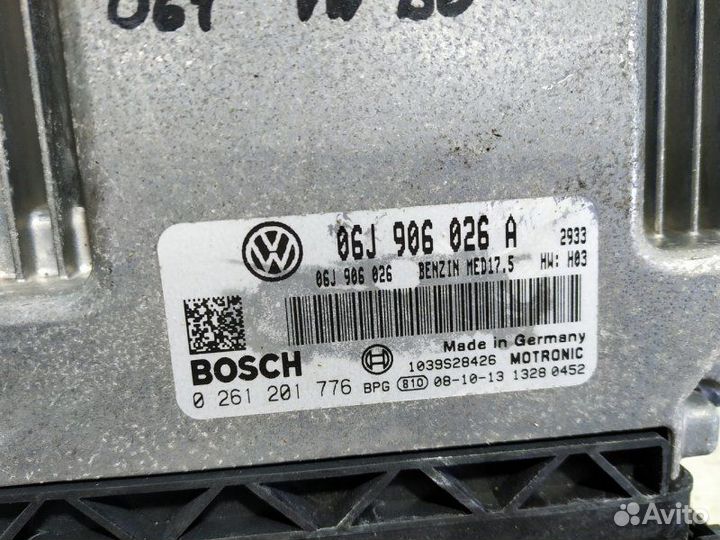 06J 906 026 A 2933
06J 906 026 BENZIN MED17.5 HW: H03
Made in Germany
BOSCH 1039S28426 MOTRONIC
0 261 201 776 BPG 810 08-10-13 1328 0452
Avito